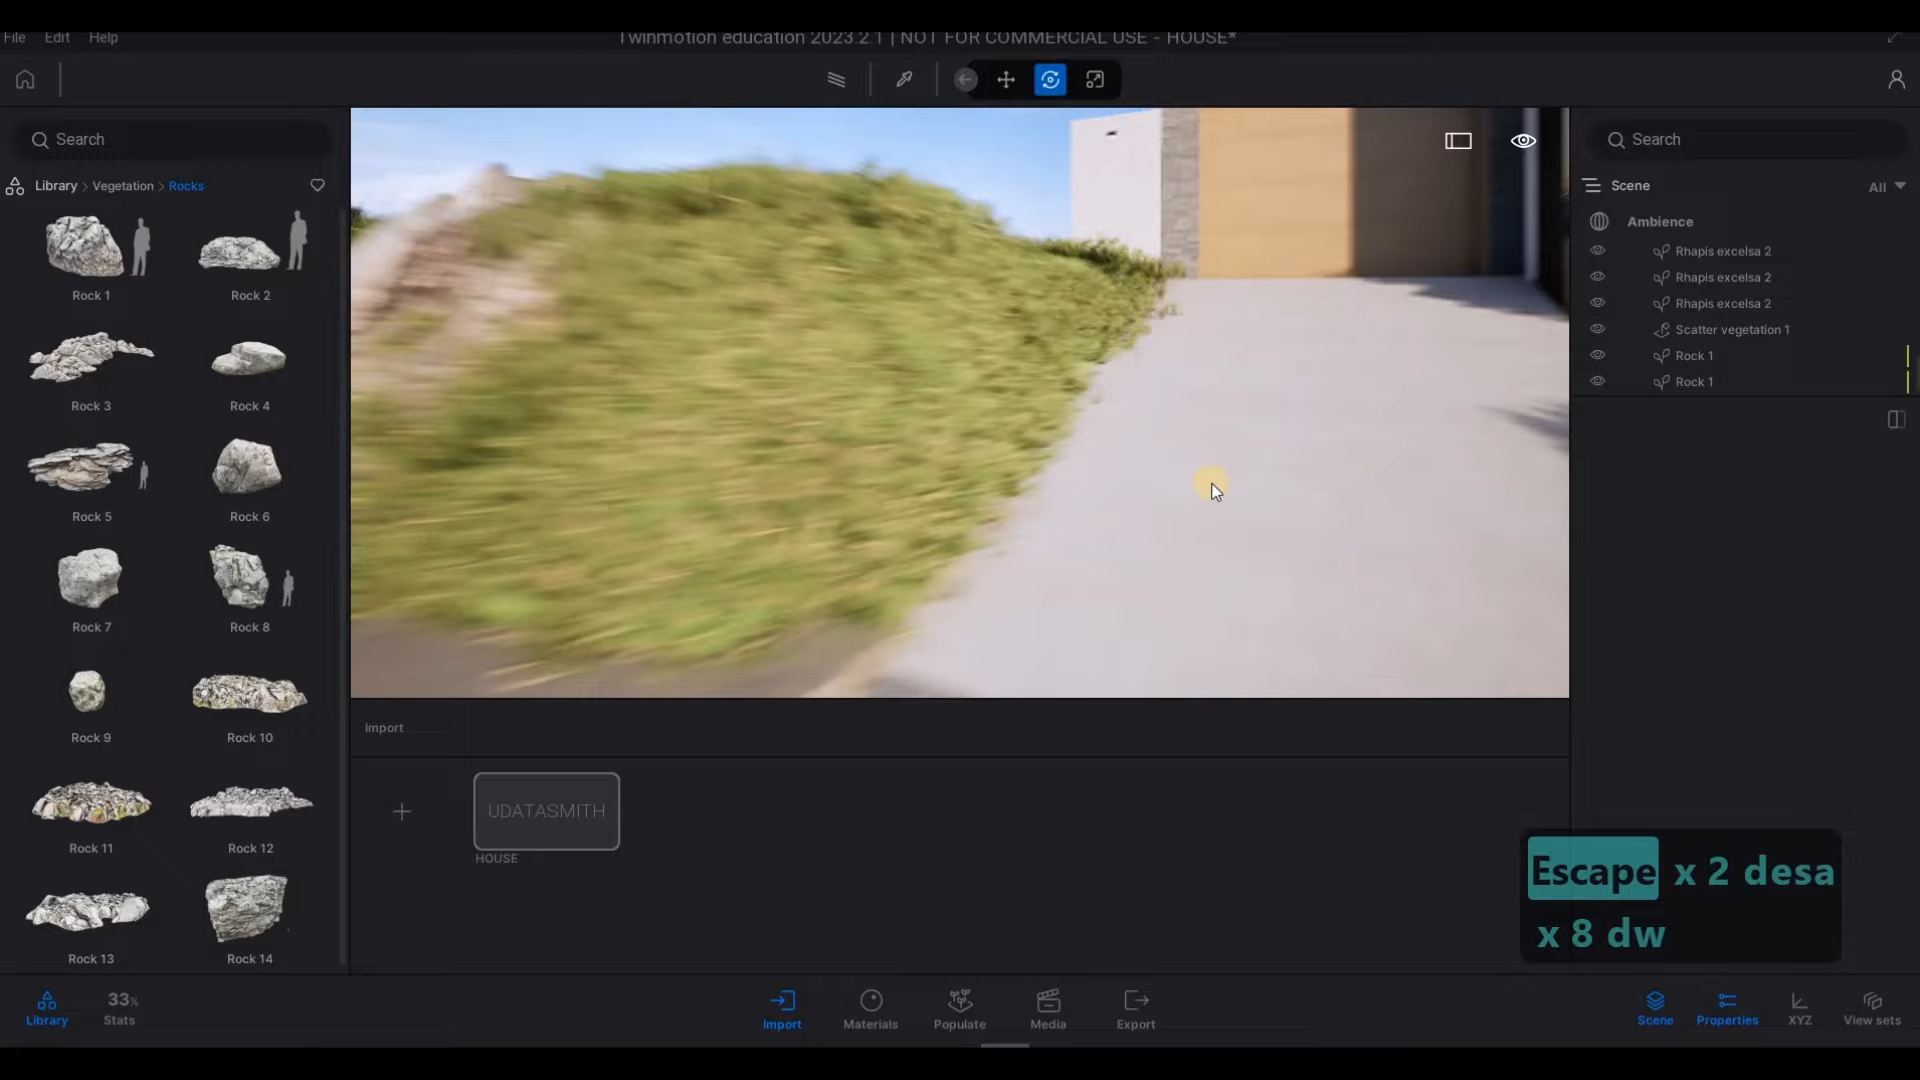 File Edit Help
Twinmotion education 2023.2.1 | NOT FOR COMMERCIAL USE - HOUSE*
Search
Library > Vegetation > Rocks
Rock 1
Rock 2
Rock 3
Rock 4
Rock 5
Rock 6
Rock 7
Rock 8
Rock 9
Rock 10
Rock 11
Rock 12
Rock 13
Rock 14
Search
Scene
All
Ambience
Rhapis excelsa 2
Rhapis excelsa 2
Rhapis excelsa 2
Scatter vegetation 1
Rock 1
Rock 1
Import
+
UDATASMITH
HOUSE
Escape x 2 desa
x 8 dw
Library
33%
Stats
Import
Materials
Populate
Media
Export
Scene
Properties
XYZ
View sets